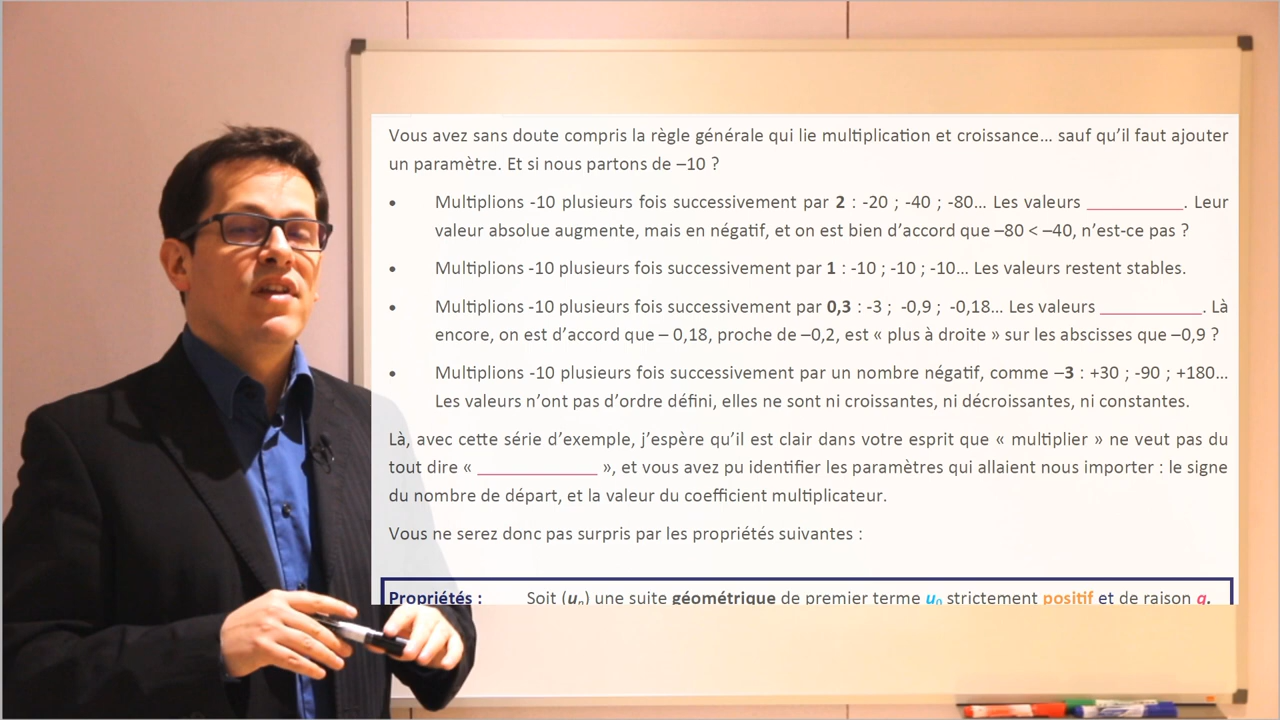 Vous avez sans doute compris la règle générale qui lie multiplication et croissance... sauf qu'il faut ajouter
un paramètre. Et si nous partons de –10 ?
• Multiplions -10 plusieurs fois successivement par 2 : -20 ; -40 ; -80... Les valeurs __________. Leur
valeur absolue augmente, mais en négatif, et on est bien d'accord que –80 < –40, n'est-ce pas ?
• Multiplions -10 plusieurs fois successivement par 1 : -10 ; -10 ; -10... Les valeurs restent stables.
• Multiplions -10 plusieurs fois successivement par 0,3 : -3 ; -0,9 ; -0,18... Les valeurs ___________. Là
encore, on est d'accord que – 0,18, proche de –0,2, est « plus à droite » sur les abscisses que –0,9 ?
• Multiplions -10 plusieurs fois successivement par un nombre négatif, comme –3 : +30 ; -90 ; +180...
Les valeurs n'ont pas d'ordre défini, elles ne sont ni croissantes, ni décroissantes, ni constantes.
Là, avec cette série d'exemple, j'espère qu'il est clair dans votre esprit que « multiplier » ne veut pas du
tout dire « _____________ », et vous avez pu identifier les paramètres qui allaient nous importer : le signe
du nombre de départ, et la valeur du coefficient multiplicateur.
Vous ne serez donc pas surpris par les propriétés suivantes :
Propriétés : Soit (uₙ) une suite géométrique de premier terme u₀ strictement positif et de raison q.